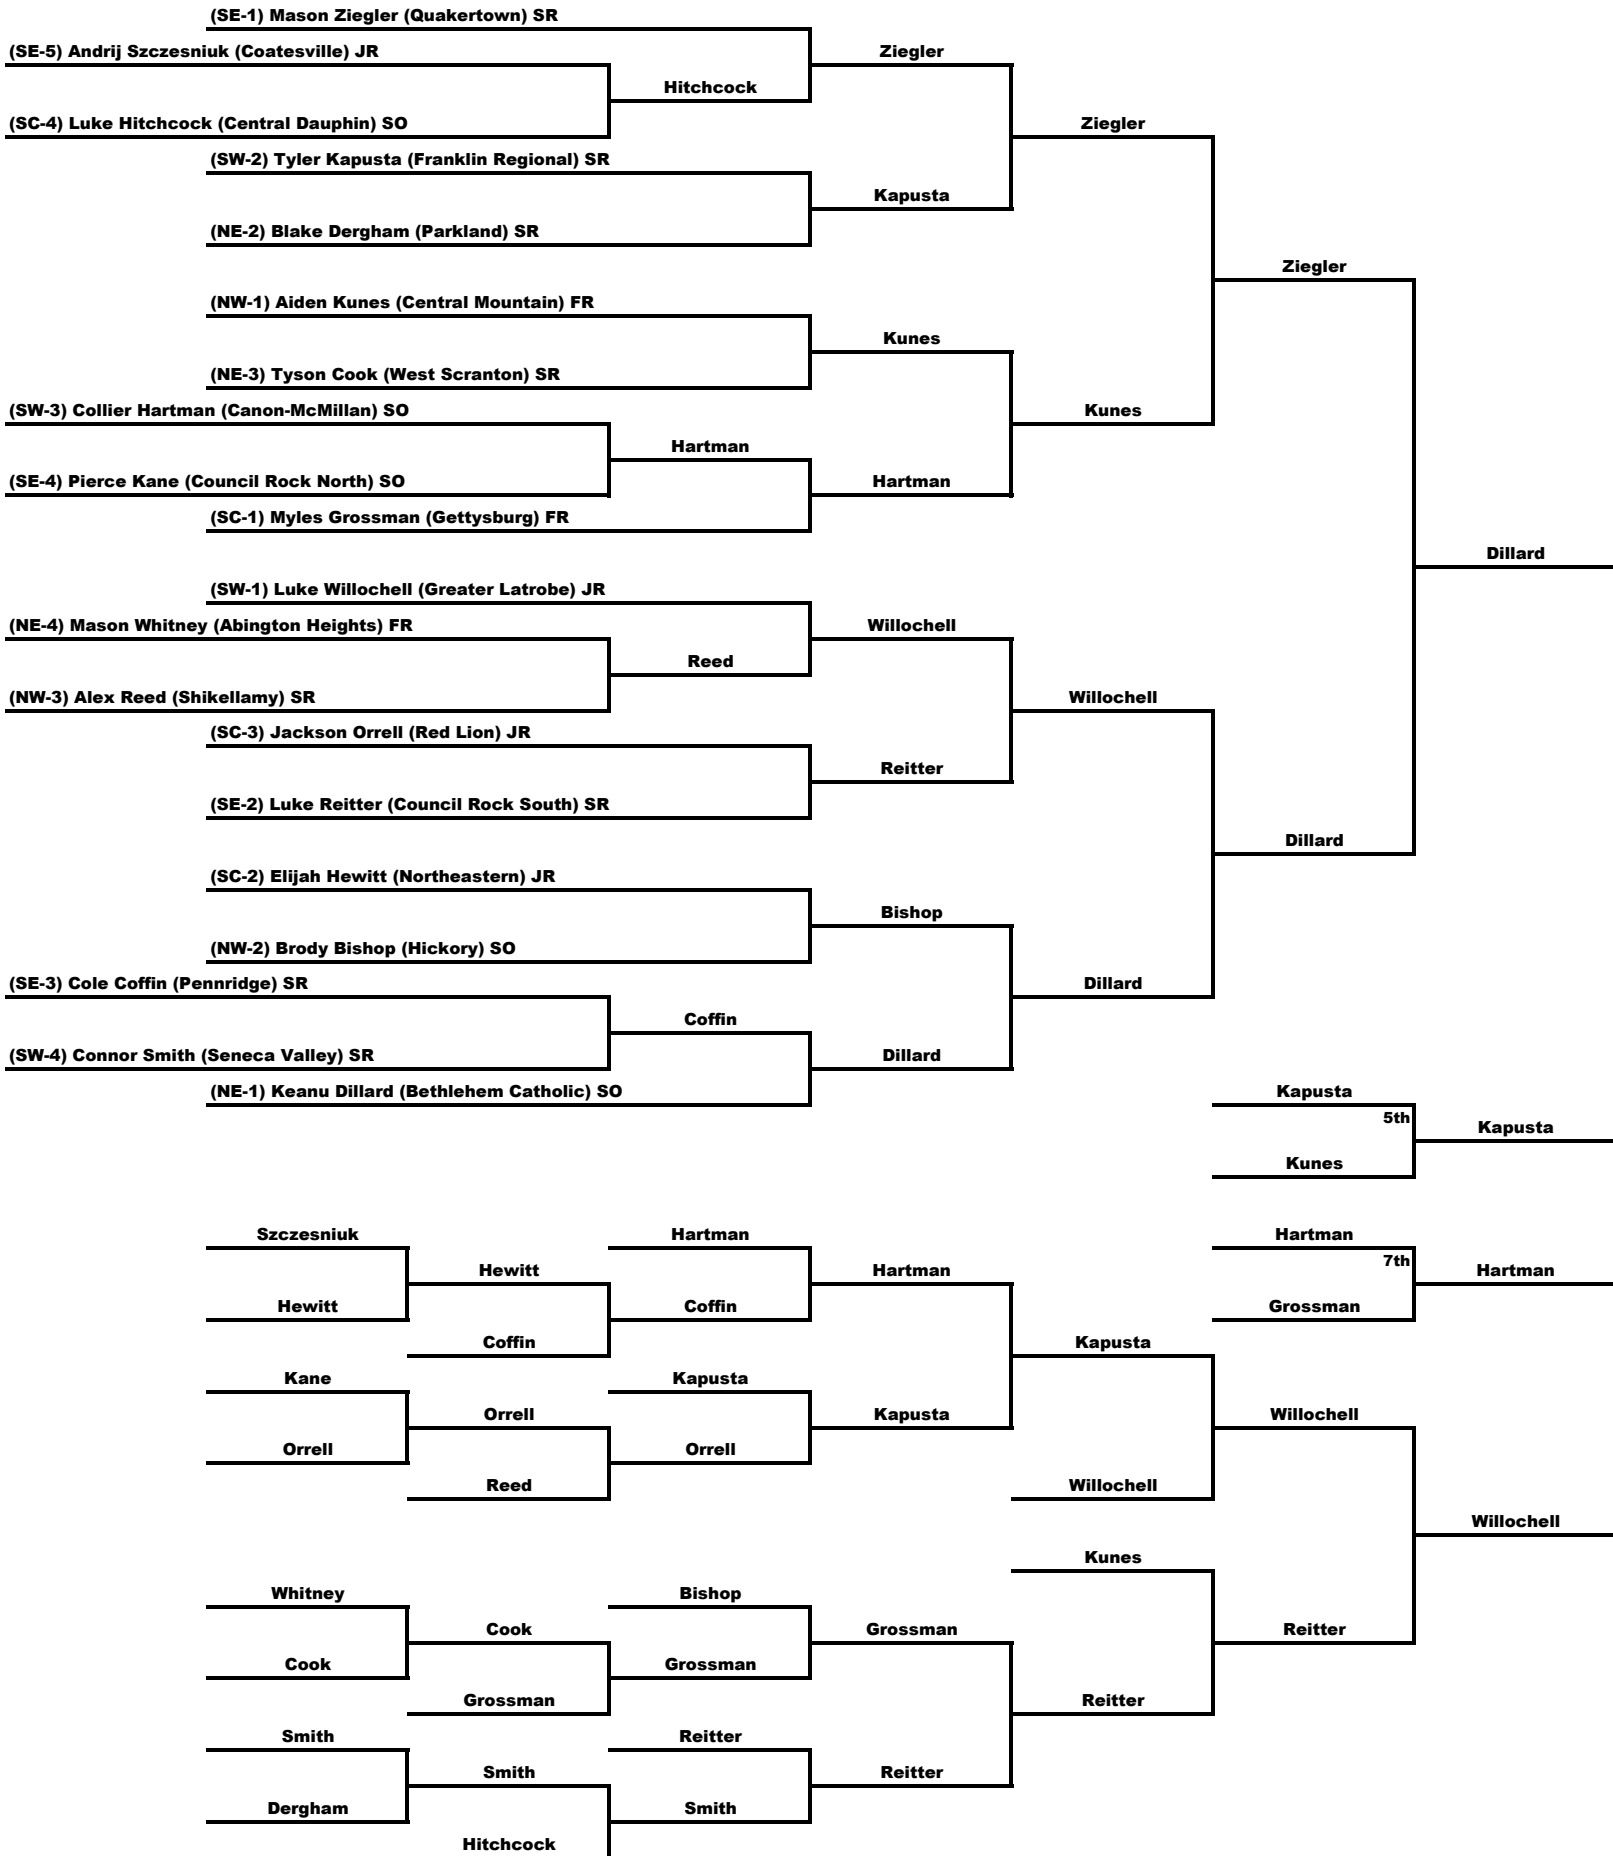 (SE-1) Mason Ziegler (Quakertown) SR
(SE-5) Andrij Szczesniuk (Coatesville) JR
Ziegler
Hitchcock
(SC-4) Luke Hitchcock (Central Dauphin) SO
Ziegler
(SW-2) Tyler Kapusta (Franklin Regional) SR
Kapusta
(NE-2) Blake Dergham (Parkland) SR
Ziegler
(NW-1) Aiden Kunes (Central Mountain) FR
Kunes
(NE-3) Tyson Cook (West Scranton) SR
(SW-3) Collier Hartman (Canon-McMillan) SO
Kunes
Hartman
(SE-4) Pierce Kane (Council Rock North) SO
Hartman
(SC-1) Myles Grossman (Gettysburg) FR
Dillard
(SW-1) Luke Willochell (Greater Latrobe) JR
(NE-4) Mason Whitney (Abington Heights) FR
Willochell
Reed
(NW-3) Alex Reed (Shikellamy) SR
Willochell
(SC-3) Jackson Orrell (Red Lion) JR
Reitter
(SE-2) Luke Reitter (Council Rock South) SR
Dillard
(SC-2) Elijah Hewitt (Northeastern) JR
Bishop
(NW-2) Brody Bishop (Hickory) SO
(SE-3) Cole Coffin (Pennridge) SR
Dillard
Coffin
(SW-4) Connor Smith (Seneca Valley) SR
Dillard
(NE-1) Keanu Dillard (Bethlehem Catholic) SO
Kapusta
5th
Kapusta
Kunes
Szczesniuk
Hartman
Hartman
7th
Hewitt
Hartman
Hartman
Hewitt
Coffin
Grossman
Coffin
Kapusta
Kane
Kapusta
Orrell
Kapusta
Willochell
Orrell
Orrell
Reed
Willochell
Willochell
Kunes
Whitney
Bishop
Cook
Grossman
Reitter
Cook
Grossman
Grossman
Reitter
Smith
Reitter
Smith
Reitter
Dergham
Smith
Hitchcock